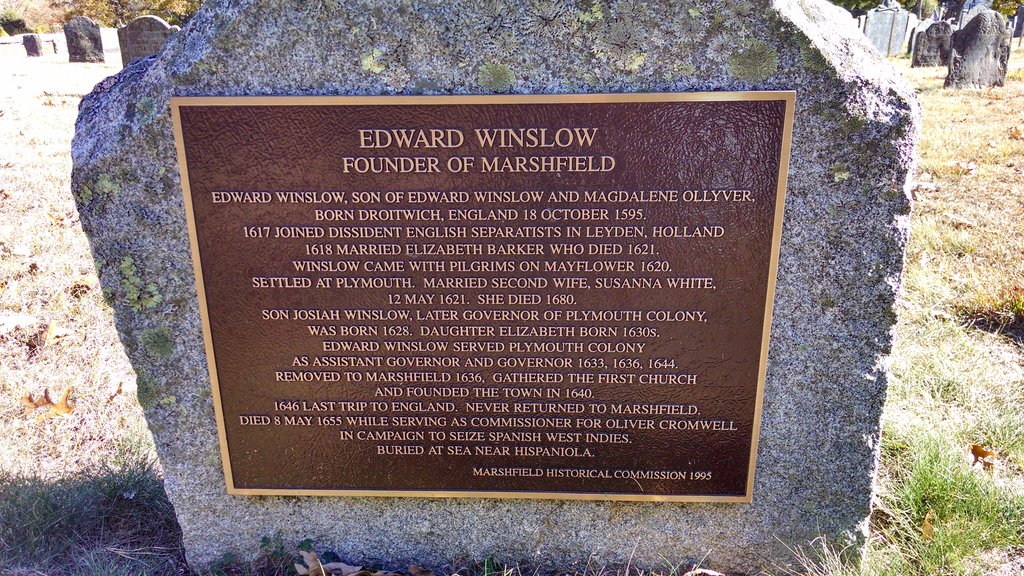 EDWARD WINSLOW
FOUNDER OF MARSHFIELD
EDWARD WINSLOW, SON OF EDWARD WINSLOW AND MAGDALENE OLLYVER,
BORN DROITWICH, ENGLAND 18 OCTOBER 1595.
1617 JOINED DISSIDENT ENGLISH SEPARATISTS IN LEYDEN, HOLLAND
1618 MARRIED ELIZABETH BARKER WHO DIED 1621.
WINSLOW CAME WITH PILGRIMS ON MAYFLOWER 1620.
SETTLED AT PLYMOUTH. MARRIED SECOND WIFE, SUSANNA WHITE,
12 MAY 1621. SHE DIED 1680.
SON JOSIAH WINSLOW, LATER GOVERNOR OF PLYMOUTH COLONY,
WAS BORN 1628. DAUGHTER ELIZABETH BORN 1630s.
EDWARD WINSLOW SERVED PLYMOUTH COLONY
AS ASSISTANT GOVERNOR AND GOVERNOR 1633, 1636, 1644.
REMOVED TO MARSHFIELD 1636, GATHERED THE FIRST CHURCH
AND FOUNDED THE TOWN IN 1640.
1646 LAST TRIP TO ENGLAND. NEVER RETURNED TO MARSHFIELD.
DIED 8 MAY 1655 WHILE SERVING AS COMMISSIONER FOR OLIVER CROMWELL
IN CAMPAIGN TO SEIZE SPANISH WEST INDIES.
BURIED AT SEA NEAR HISPANIOLA.
MARSHFIELD HISTORICAL COMMISSION 1995